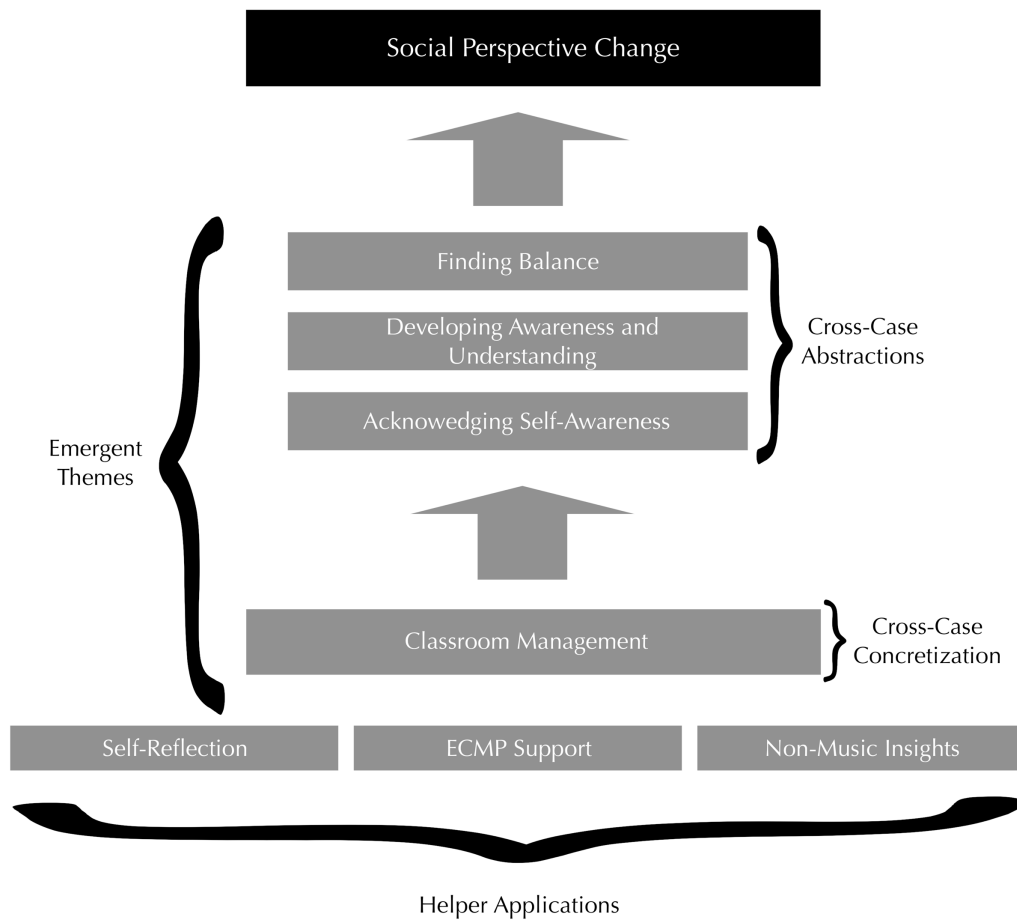 Social Perspective Change
Finding Balance
Developing Awareness and
Understanding
Acknowedging Self-Awareness
Cross-Case
Abstractions
Emergent
Themes
Classroom Management
Cross-Case
Concretization
Self-Reflection
ECMP Support
Non-Music Insights
Helper Applications